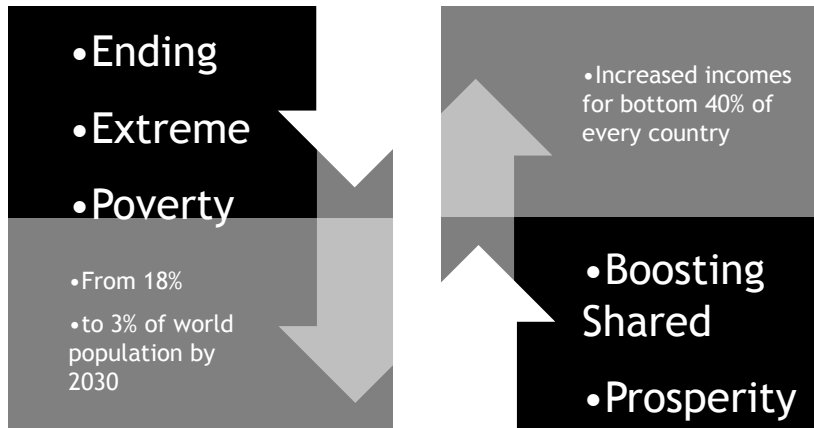 •Ending
•Extreme
•Poverty
•From 18%
•to 3% of world
population by
2030
•Increased incomes
for bottom 40% of
every country
•Boosting
Shared
•Prosperity